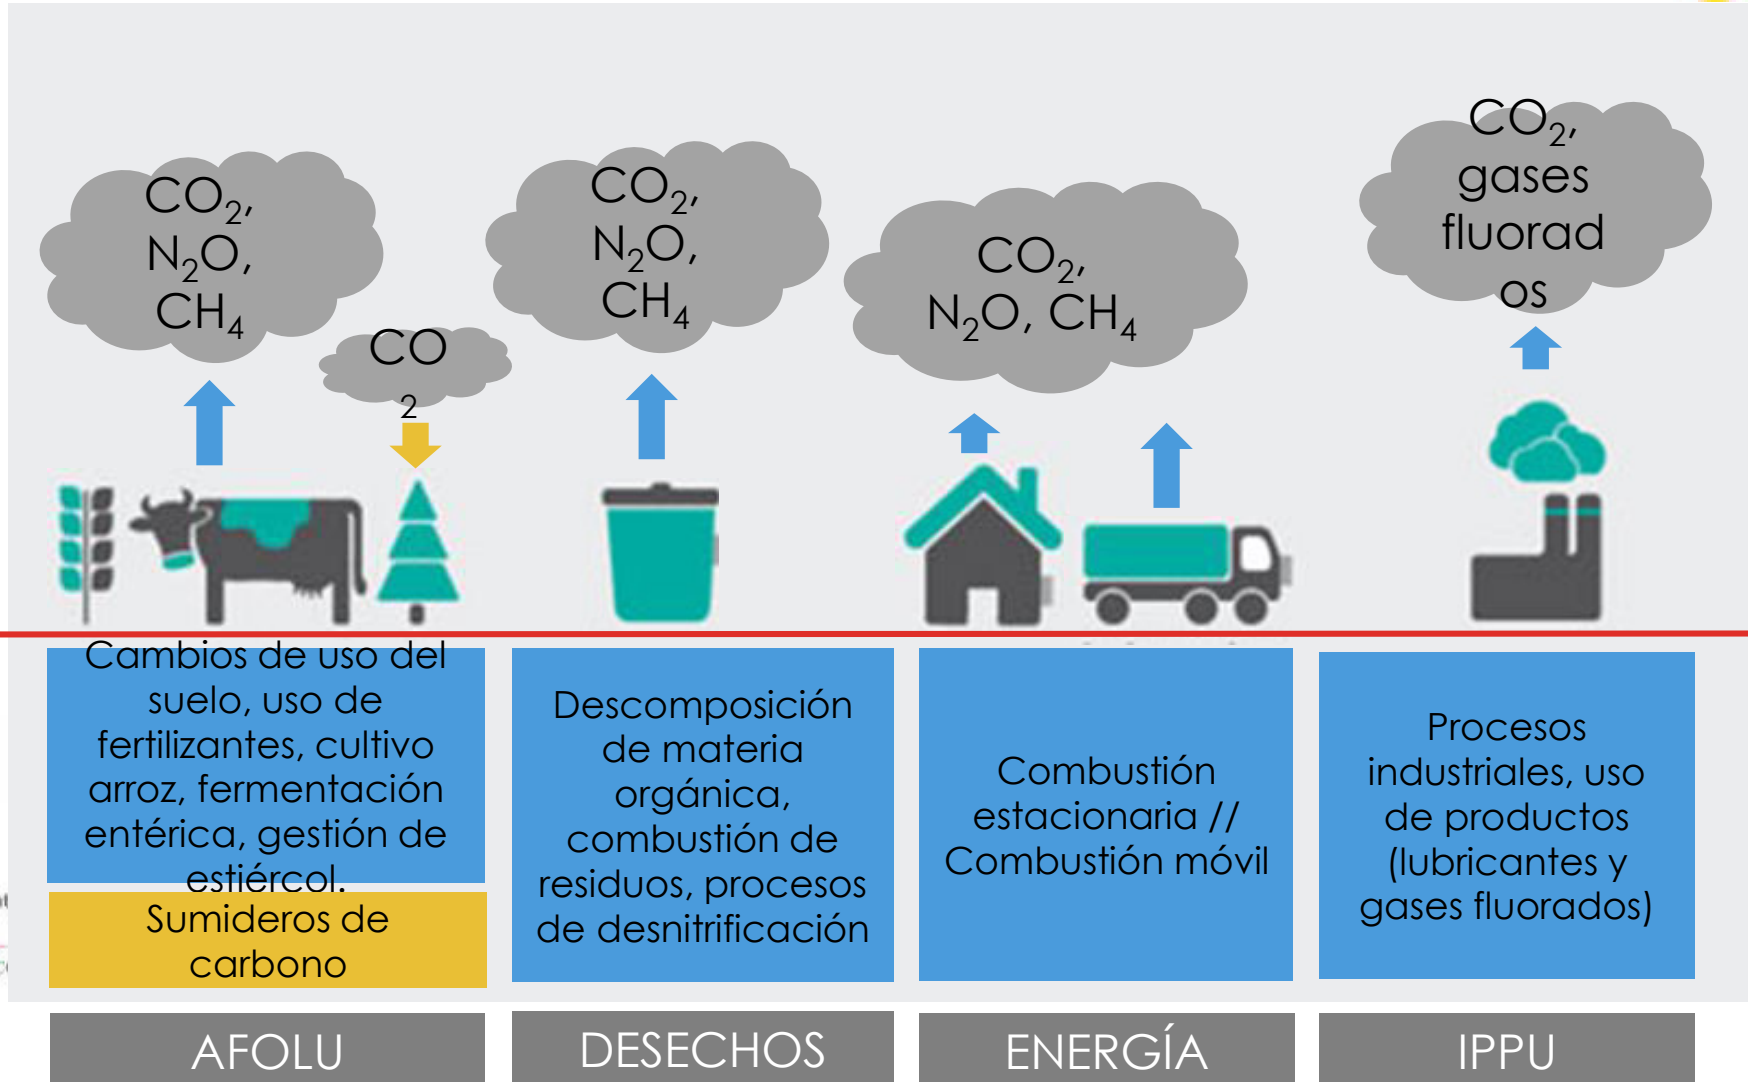 CO₂,
N₂O,
CH₄
CO
2
CO₂,
N₂O,
CH₄
CO₂,
N₂O, CH₄
CO₂,
gases
fluorad
os
Cambios de uso del
suelo, uso de
fertilizantes, cultivo
arroz, fermentación
entérica, gestión de
estiércol.
Sumideros de
carbono
Descomposición
de materia
orgánica,
combustión de
residuos, procesos
de desnitrificación
Combustión
estacionaria //
Combustión móvil
Procesos
industriales, uso
de productos
(lubricantes y
gases fluorados)
AFOLU
DESECHOS
ENERGÍA
IPPU